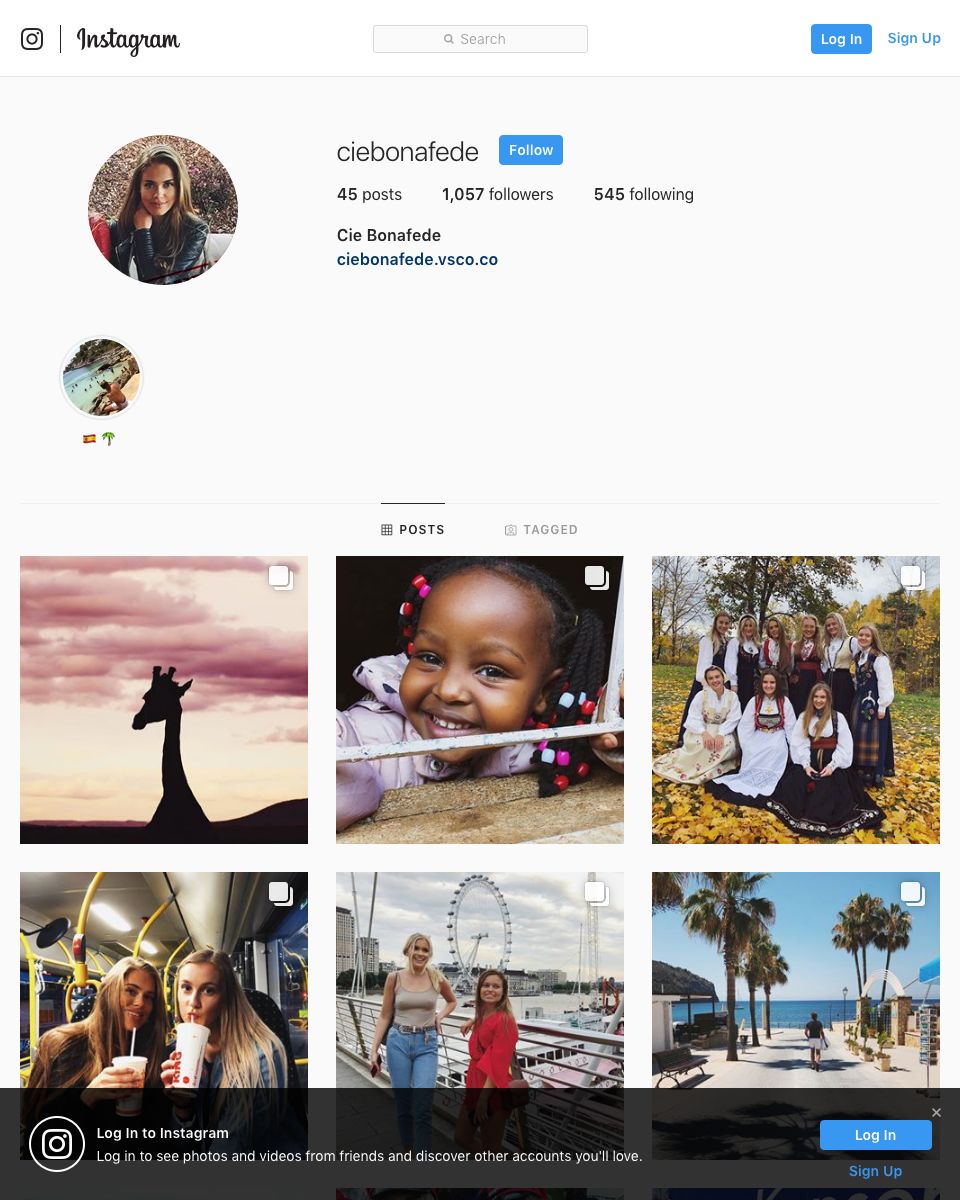 Instagram
Search
Log In
Sign Up
ciebonafede
Follow
45 posts
1,057 followers
545 following
Cie Bonafede
ciebonafede.vsco.co
🇪🇸 🌴
POSTS
TAGGED
KING
Log In to Instagram
Log in to see photos and videos from friends and discover other accounts you'll love.
✕
Log In
Sign Up